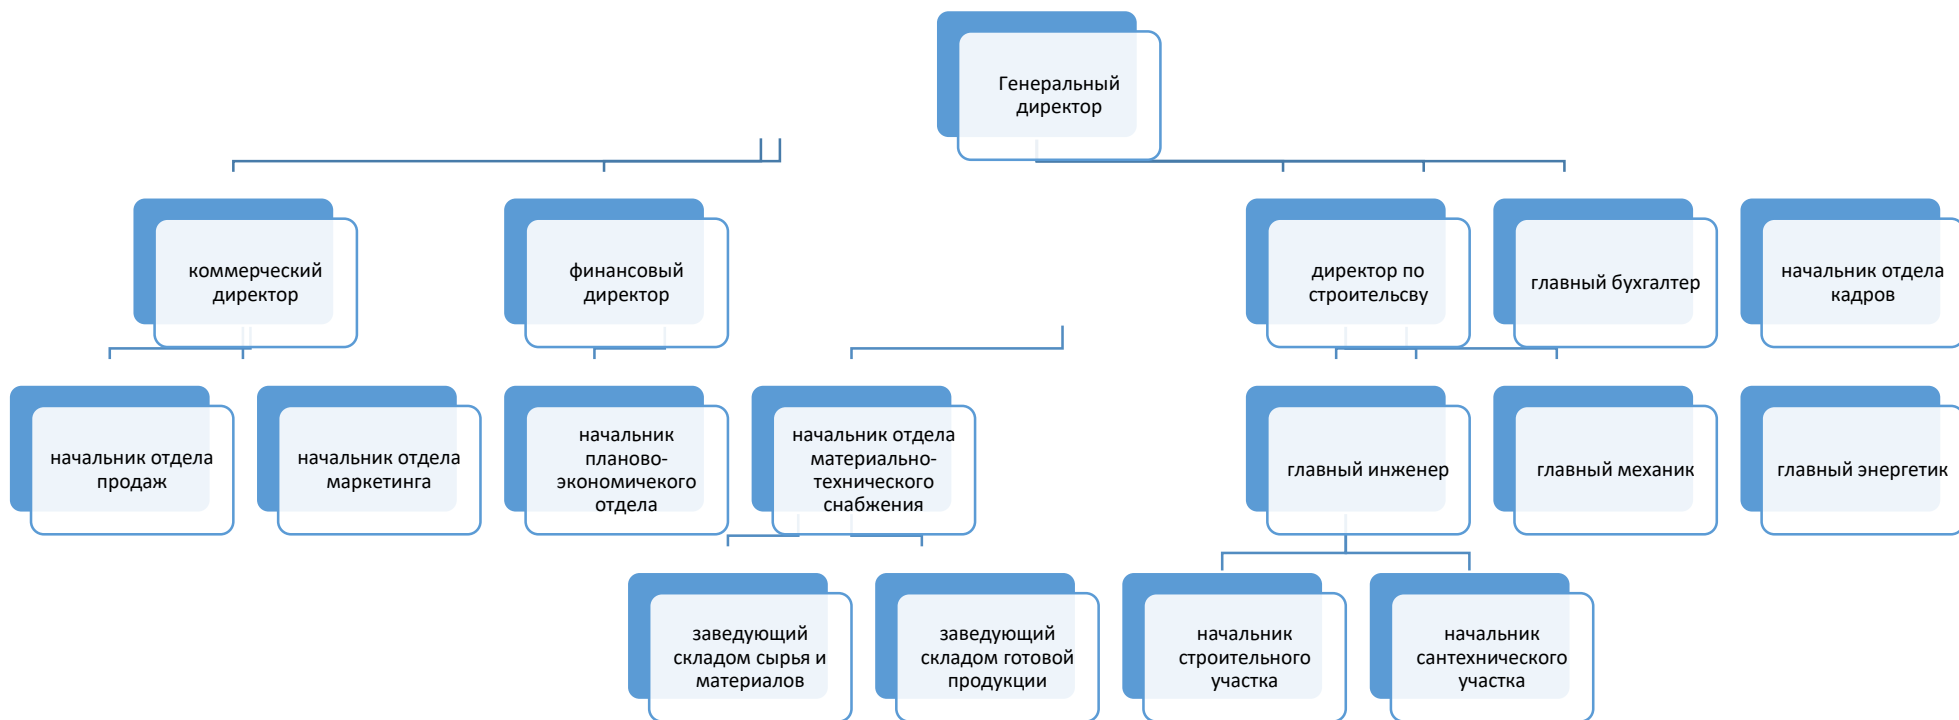 Генеральный
директор
коммерческий
директор
финансовый
директор
директор по
строительсву
главный бухгалтер
начальник отдела
кадров
начальник отдела
продаж
начальник отдела
маркетинга
начальник
планово-
экономичекого
отдела
начальник отдела
материально-
технического
снабжения
главный инженер
главный механик
главный энергетик
заведующий
складом сырья и
материалов
заведующий
складом готовой
продукции
начальник
строительного
участка
начальник
сантехнического
участка